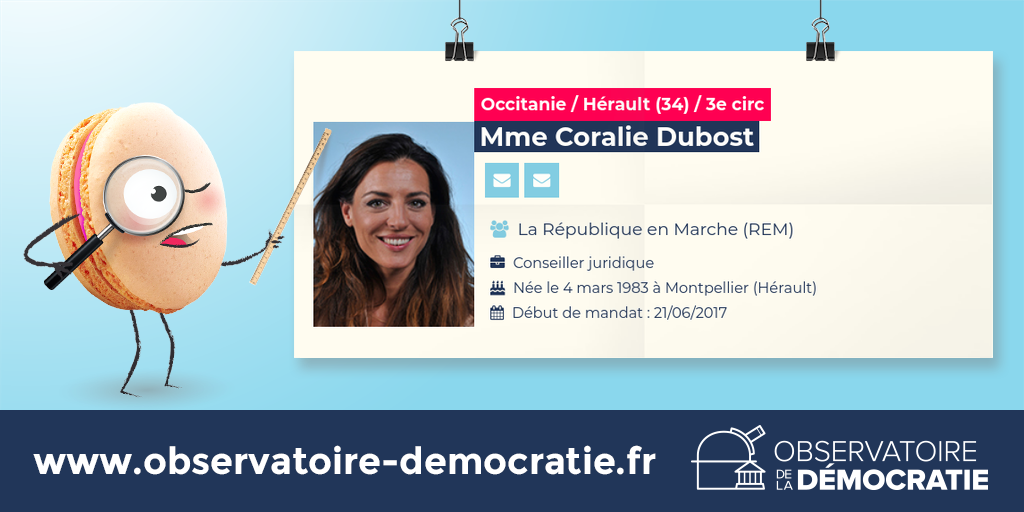 Occitanie / Hérault (34) / 3e circ
Mme Coralie Dubost
La République en Marche (REM)
Conseiller juridique
Née le 4 mars 1983 à Montpellier (Hérault)
Début de mandat : 21/06/2017
www.observatoire-democratie.fr
OBSERVATOIRE
DE LA DÉMOCRATIE